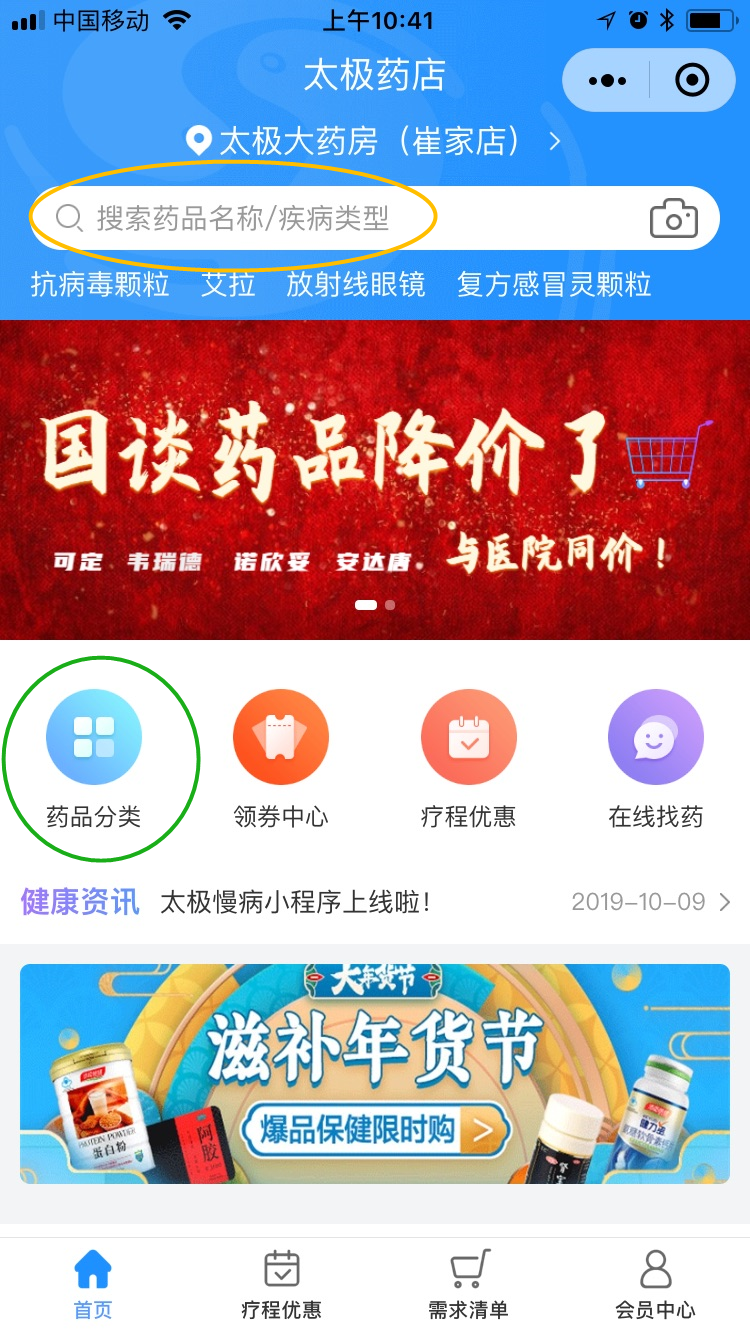 中国移动
上午10:41
太极药店
太极大药房（崔家店）
搜索药品名称/疾病类型
抗病毒颗粒 艾拉 放射线眼镜 复方感冒灵颗粒
国谈药品降价了
可定 韦瑞德 诺欣妥 安达唐。与医院同价！
药品分类 领券中心 疗程优惠 在线找药
健康资讯 太极慢病小程序上线啦！ 2019-10-09
大年货节
滋补年货节
爆品保健限时购
PROTEIN POWDER
蛋白粉
阿胶
健力多
首页 疗程优惠 需求清单 会员中心